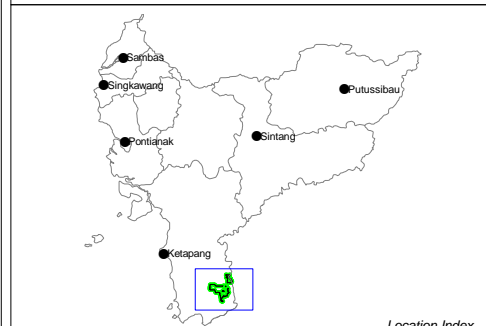 Sambas
Singkawang
Putussibau
Sintang
Pontianak
Ketapang
Location Index